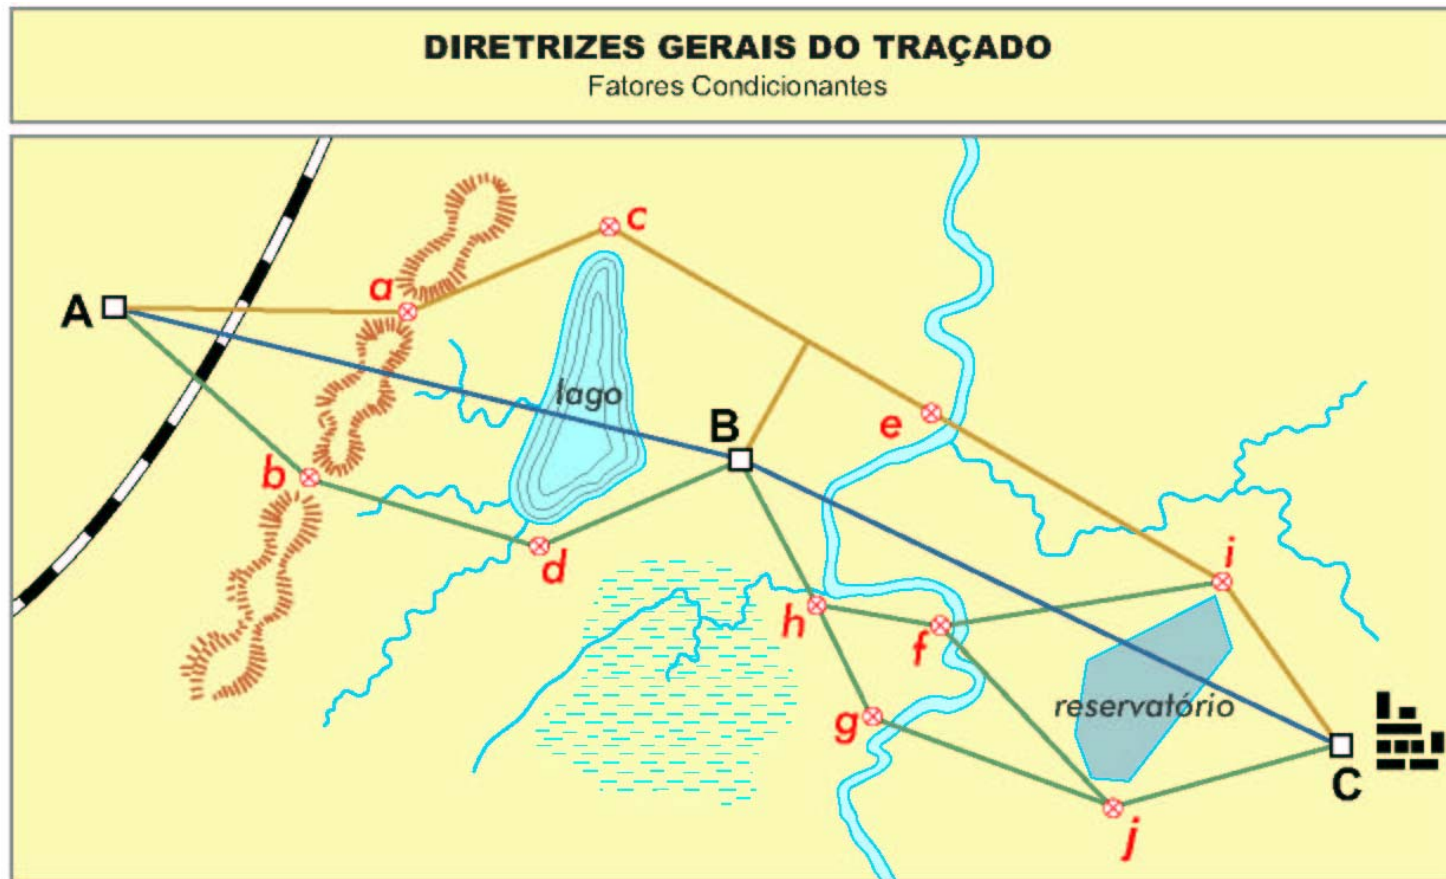 DIRETRIZES GERAIS DO TRAÇADO
Fatores Condicionantes
c
a
A
lago
B
e
b
d
i
h
f
reservatório
g
C
j